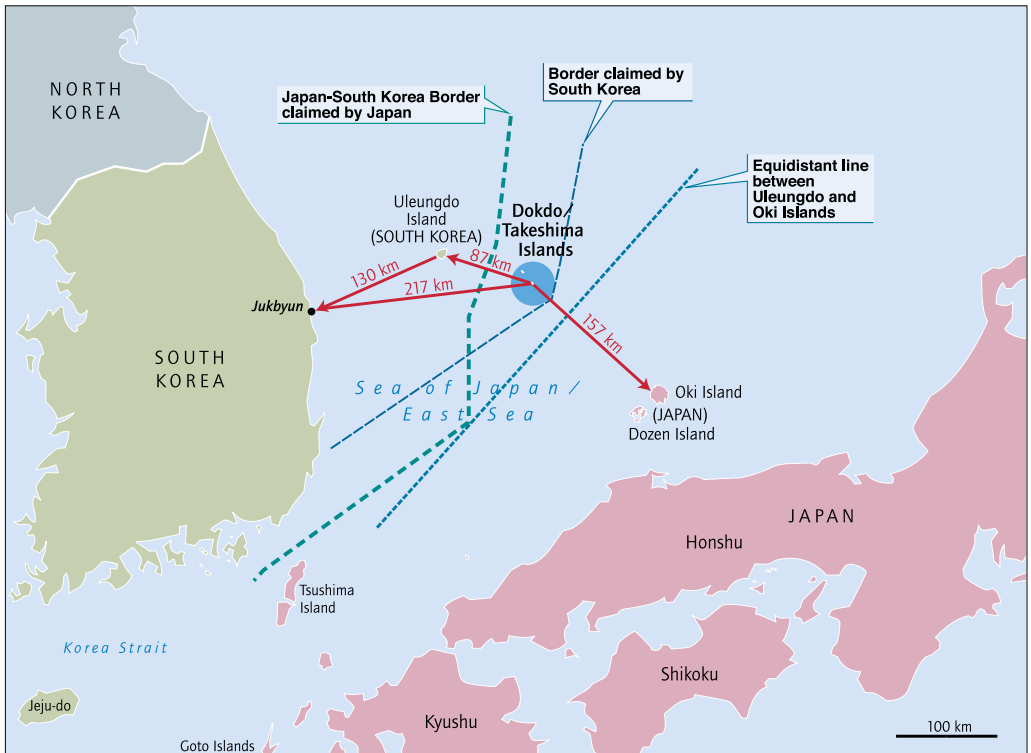 NORTH
KOREA
Japan-South Korea Border
claimed by Japan
Border claimed by
South Korea
Equidistant line
between
Uleungdo and
Oki Islands
Uleungdo
Island
(SOUTH KOREA)
Dokdo/
Takeshima
Islands
130 km
87 km
217 km
157 km
Jukbyun
SOUTH
KOREA
Sea of Japan/
East Sea
Oki Island
(JAPAN)
Dozen Island
JAPAN
Honshu
Tsushima
Island
Korea Strait
Shikoku
Jeju-do
Kyushu
Goto Islands
100 km